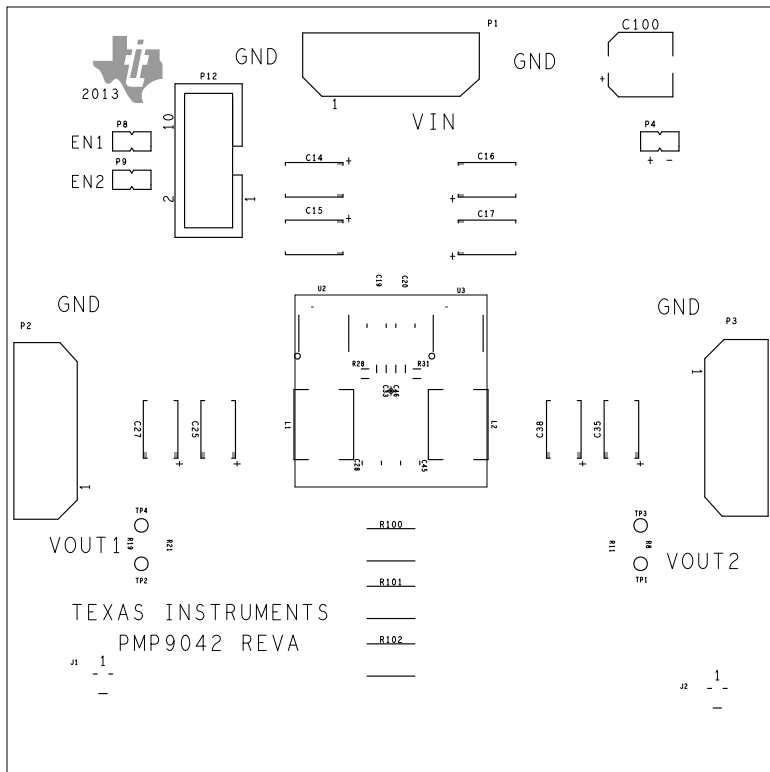 P1
C100
GND
GND
P12
2013
+
1
VIN
10
P8
P4
EN1
+ -
P9
EN2
2
1
C14
+
C16
+
C15
+
C17
+
C19
C20
U2
U3
GND
GND
P2
P3
R28
R31
1
C33
C46
L1
L2
C27
C25
C38
C35
+
+
C28
C45
+
+
1
TP4
TP3
R100
VOUT1
R19
R21
R11
R8
VOUT2
TP2
TP1
R101
TEXAS INSTRUMENTS
PMP9042 REVA
R102
J1
1
J2
1